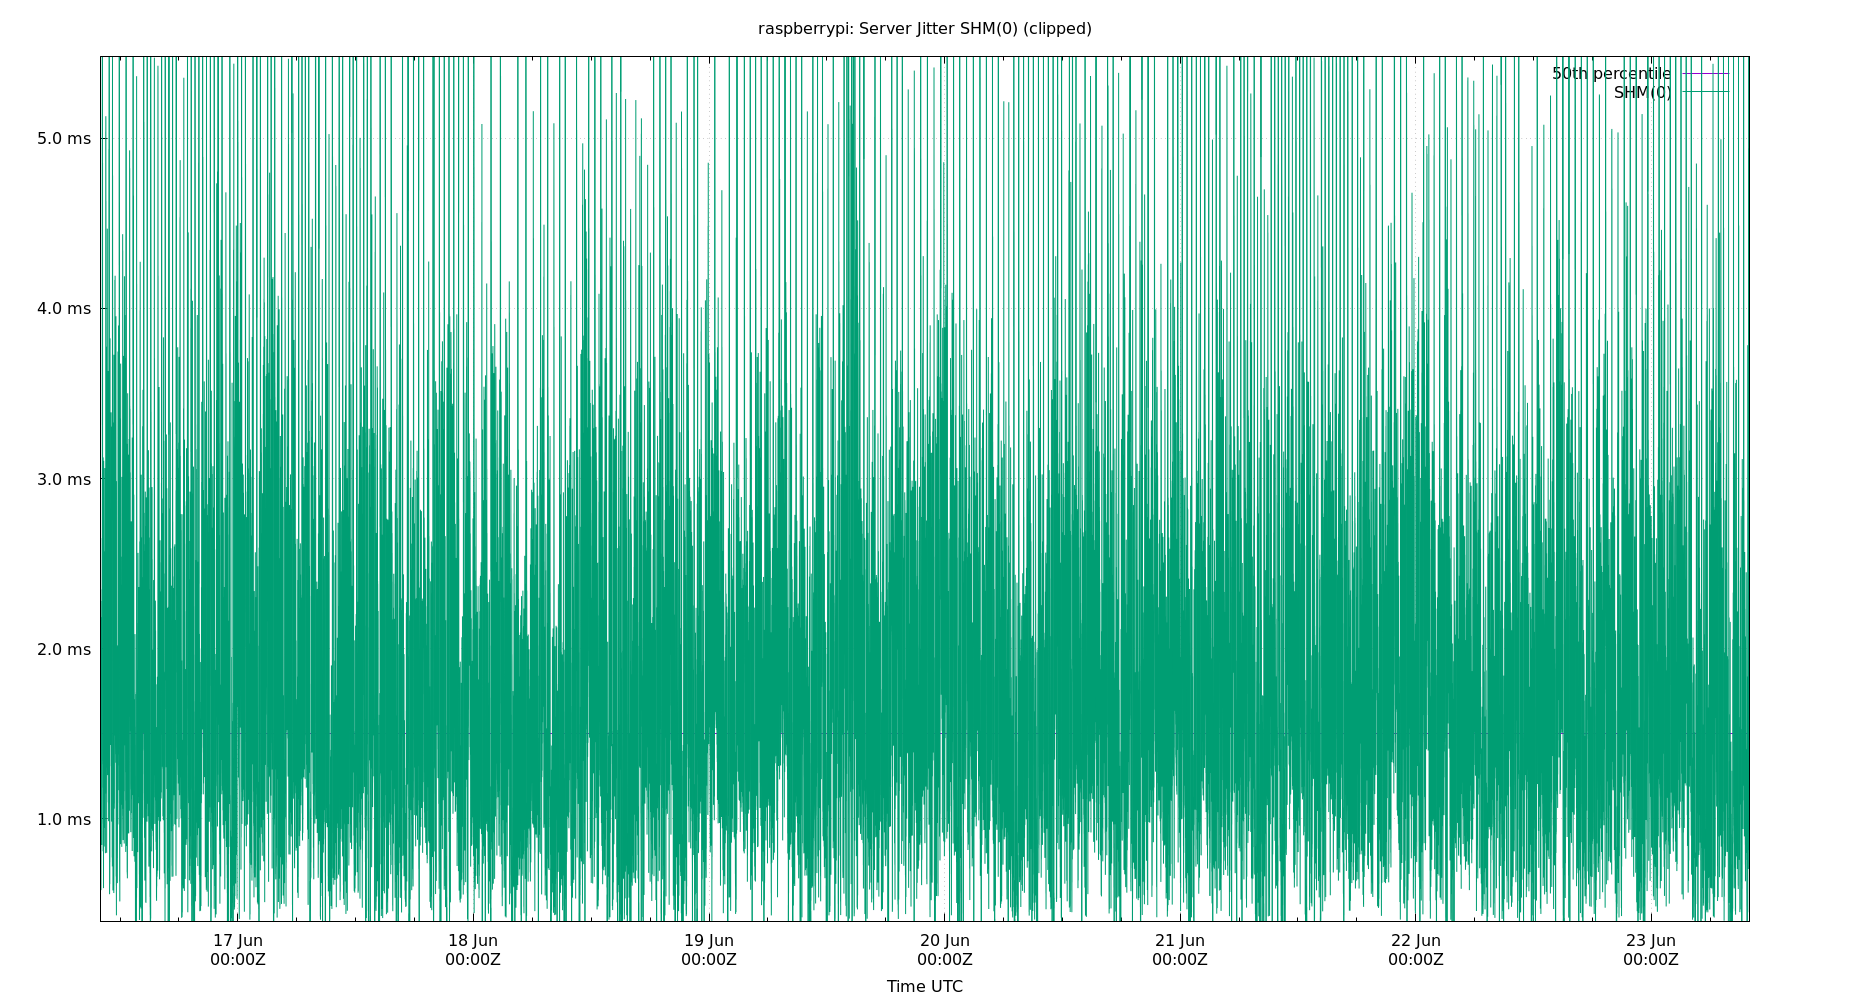 raspberrypi: Server Jitter SHM(0) (clipped)
50th percentile
SHM(0)
5.0 ms
4.0 ms
3.0 ms
2.0 ms
1.0 ms
17 Jun 18 Jun 19 Jun 20 Jun 21 Jun 22 Jun 23 Jun
00:00Z 00:00Z 00:00Z 00:00Z 00:00Z 00:00Z 00:00Z
Time UTC